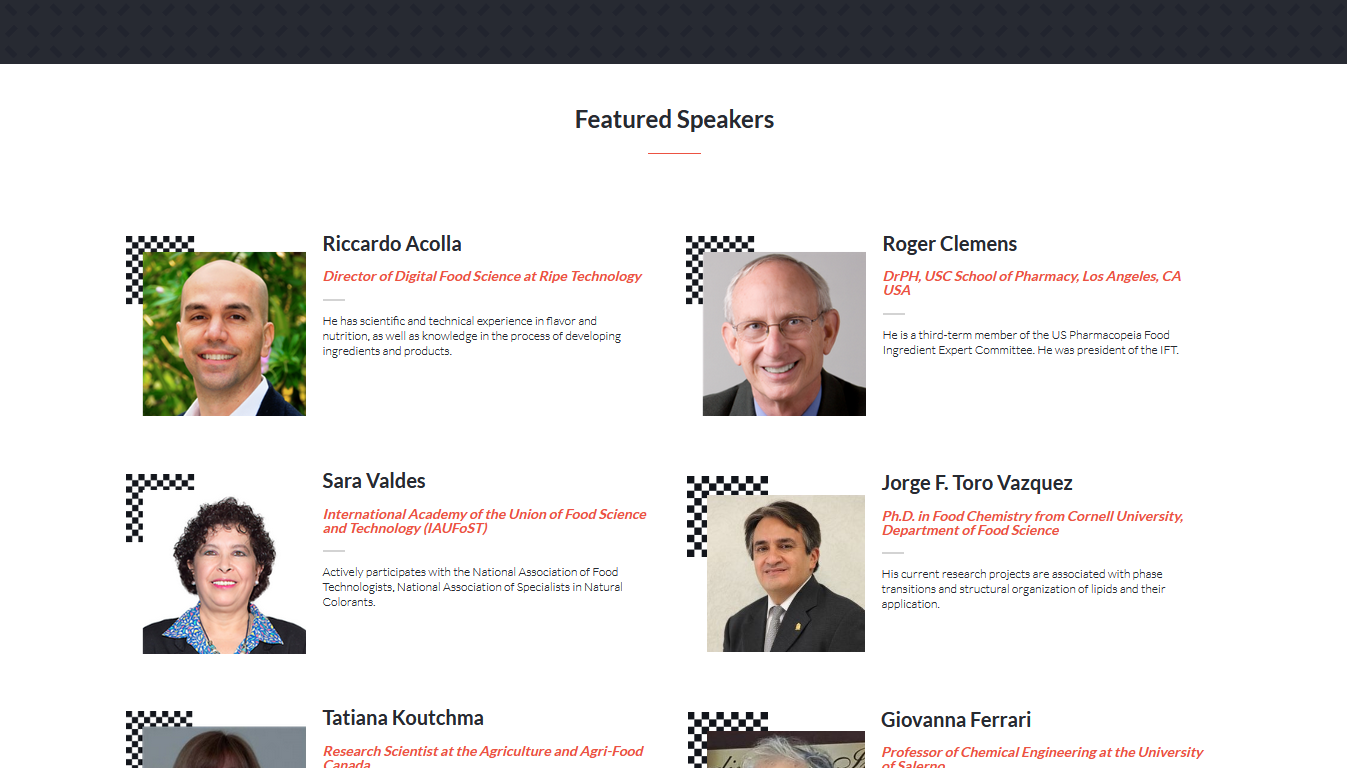 Featured Speakers
Riccardo Acolla
Director of Digital Food Science at Ripe Technology
He has scientific and technical experience in flavor and
nutrition, as well as knowledge in the process of developing
ingredients and products.
Roger Clemens
DrPH, USC School of Pharmacy, Los Angeles, CA
USA
He is a third-term member of the US Pharmacopeia Food
Ingredient Expert Committee. He was president of the IFT.
Sara Valdes
International Academy of the Union of Food Science
and Technology (IAUFoST)
Actively participates with the National Association of Food
Technologists, National Association of Specialists in Natural
Colorants.
Jorge F. Toro Vazquez
Ph.D. in Food Chemistry from Cornell University,
Department of Food Science
His current research projects are associated with phase
transitions and structural organization of lipids and their
application.
Tatiana Koutchma
Research Scientist at the Agriculture and Agri-Food
Canada
Giovanna Ferrari
Professor of Chemical Engineering at the University
of Salerno